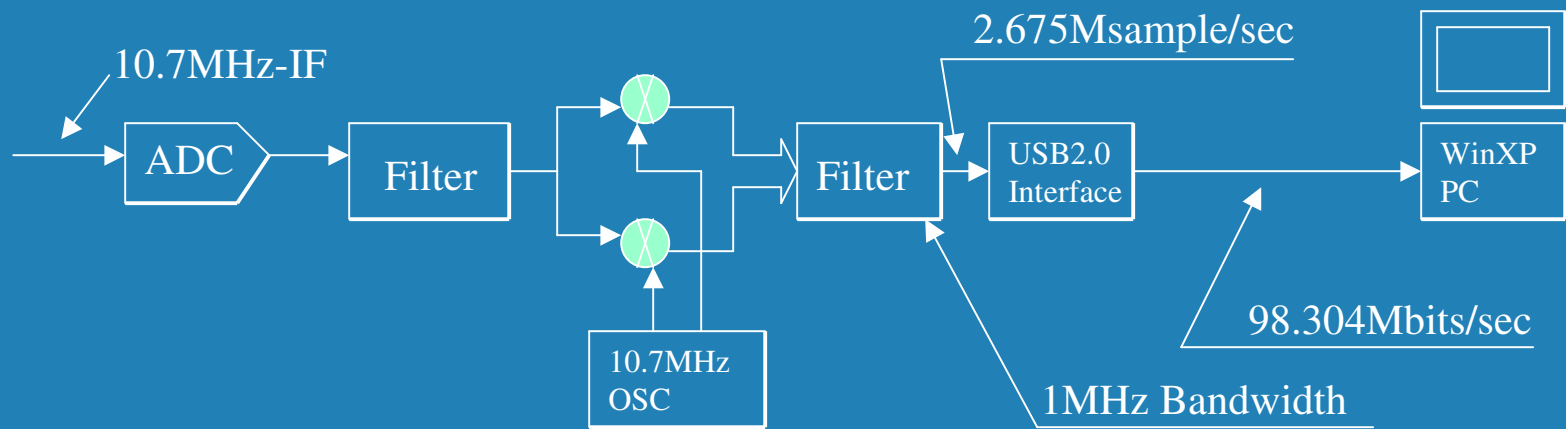 2.675Msample/sec
10.7MHz-IF
ADC
Filter
Filter
USB2.0
Interface
WinXP
PC
98.304Mbits/sec
10.7MHz
OSC
1MHz Bandwidth